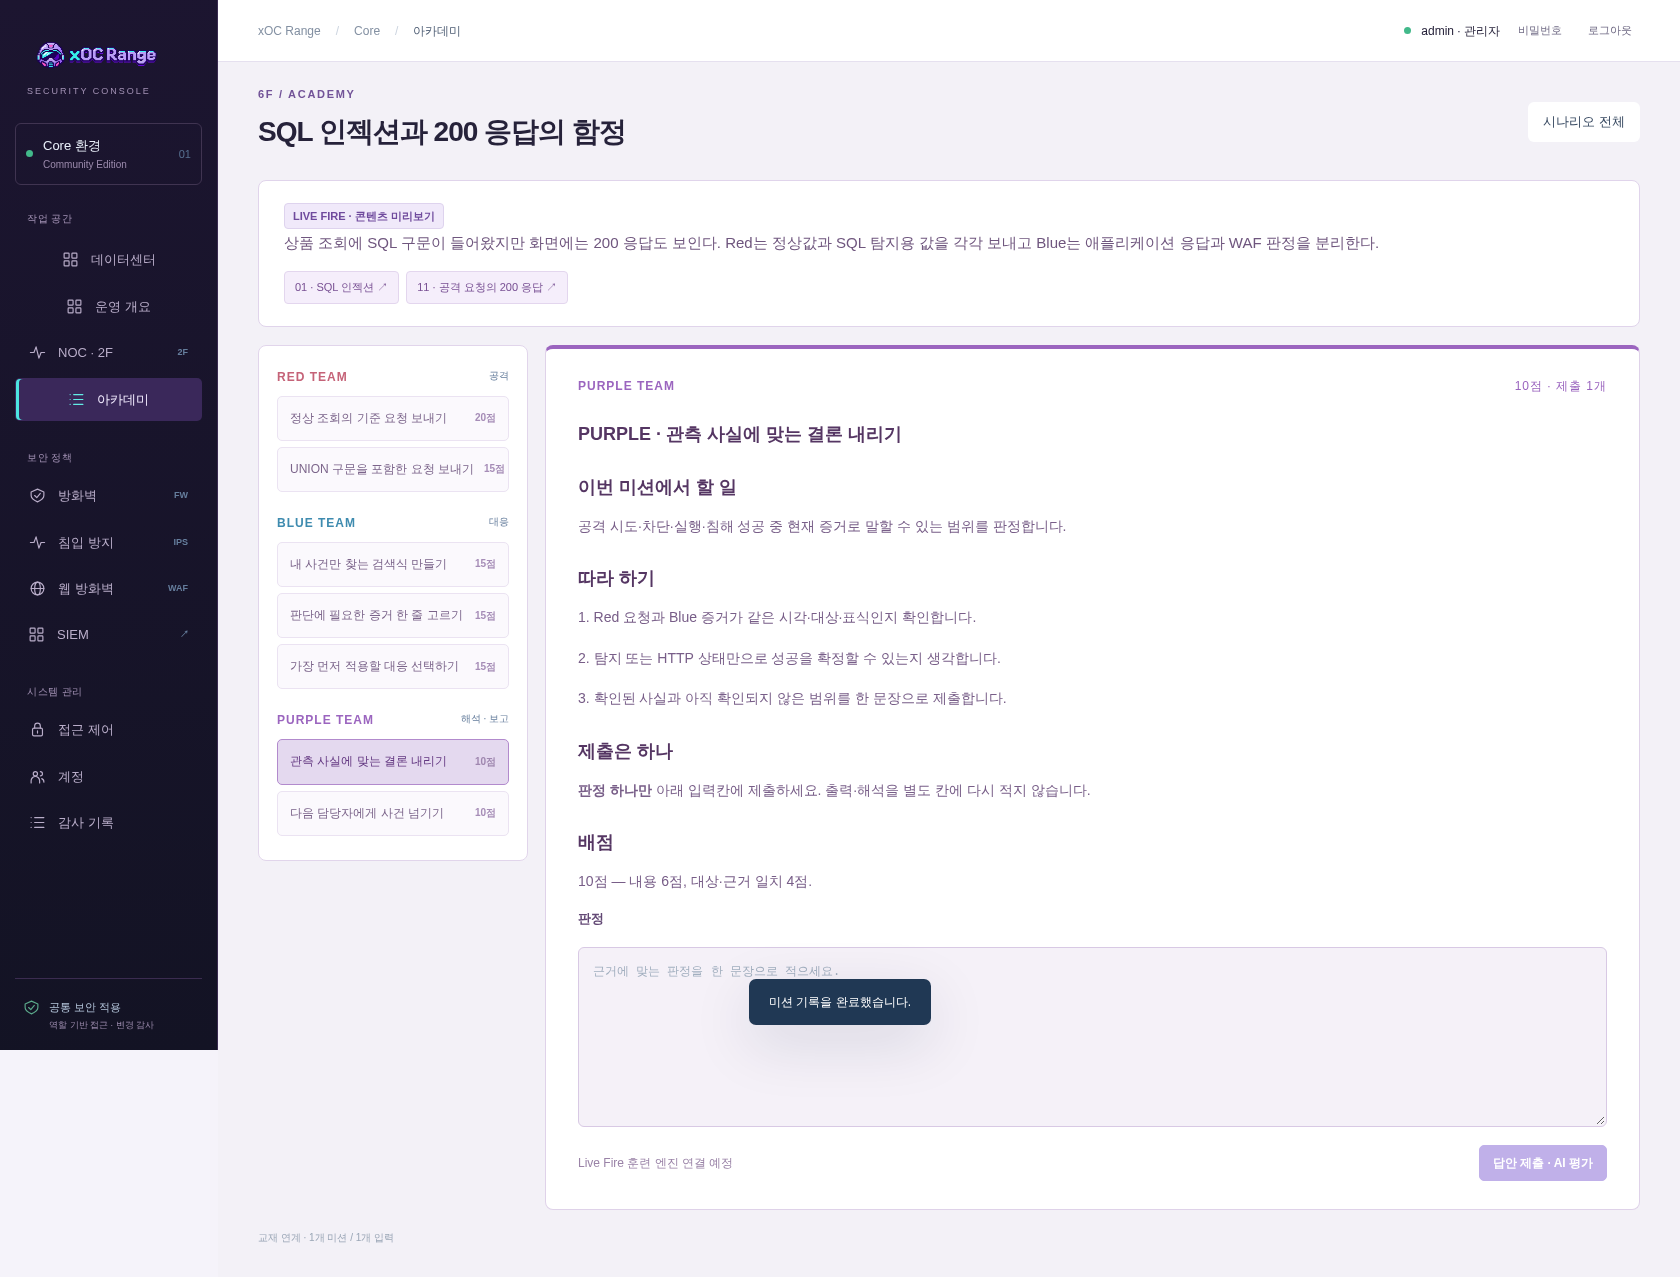 xOC Range
SECURITY CONSOLE
Core 환경
Community Edition
01
작업 공간
데이터센터
운영 개요
NOC · 2F
2F
아카데미
보안 정책
방화벽
FW
침입 방지
IPS
웹 방화벽
WAF
SIEM
↗
시스템 관리
접근 제어
계정
감사 기록
공통 보안 적용
역할 기반 접근 · 변경 감사
xOC Range / Core / 아카데미
admin · 관리자
비밀번호
로그아웃
6F / ACADEMY
SQL 인젝션과 200 응답의 함정
시나리오 전체
LIVE FIRE · 콘텐츠 미리보기
상품 조회에 SQL 구문이 들어왔지만 화면에는 200 응답도 보인다. Red는 정상값과 SQL 탐지용 값을 각각 보내고 Blue는 애플리케이션 응답과 WAF 판정을 분리한다.
01 · SQL 인젝션 ↗
11 · 공격 요청의 200 응답 ↗
RED TEAM
공격
정상 조회의 기준 요청 보내기
20점
UNION 구문을 포함한 요청 보내기
15점
BLUE TEAM
대응
내 사건만 찾는 검색식 만들기
15점
판단에 필요한 증거 한 줄 고르기
15점
가장 먼저 적용할 대응 선택하기
15점
PURPLE TEAM
해석 · 보고
관측 사실에 맞는 결론 내리기
10점
다음 담당자에게 사건 넘기기
10점
PURPLE TEAM
10점 · 제출 1개
PURPLE · 관측 사실에 맞는 결론 내리기
이번 미션에서 할 일
공격 시도·차단·실행·침해 성공 중 현재 증거로 말할 수 있는 범위를 판정합니다.
따라 하기
1. Red 요청과 Blue 증거가 같은 시각·대상·표식인지 확인합니다.
2. 탐지 또는 HTTP 상태만으로 성공을 확정할 수 있는지 생각합니다.
3. 확인된 사실과 아직 확인되지 않은 범위를 한 문장으로 제출합니다.
제출은 하나
판정 하나만 아래 입력칸에 제출하세요. 출력·해석을 별도 칸에 다시 적지 않습니다.
배점
10점 — 내용 6점, 대상·근거 일치 4점.
판정
근거에 맞는 판정을 한 문장으로 적으세요.
미션 기록을 완료했습니다.
Live Fire 훈련 엔진 연결 예정
답안 제출 · AI 평가
교재 연계 · 1개 미션 / 1개 입력